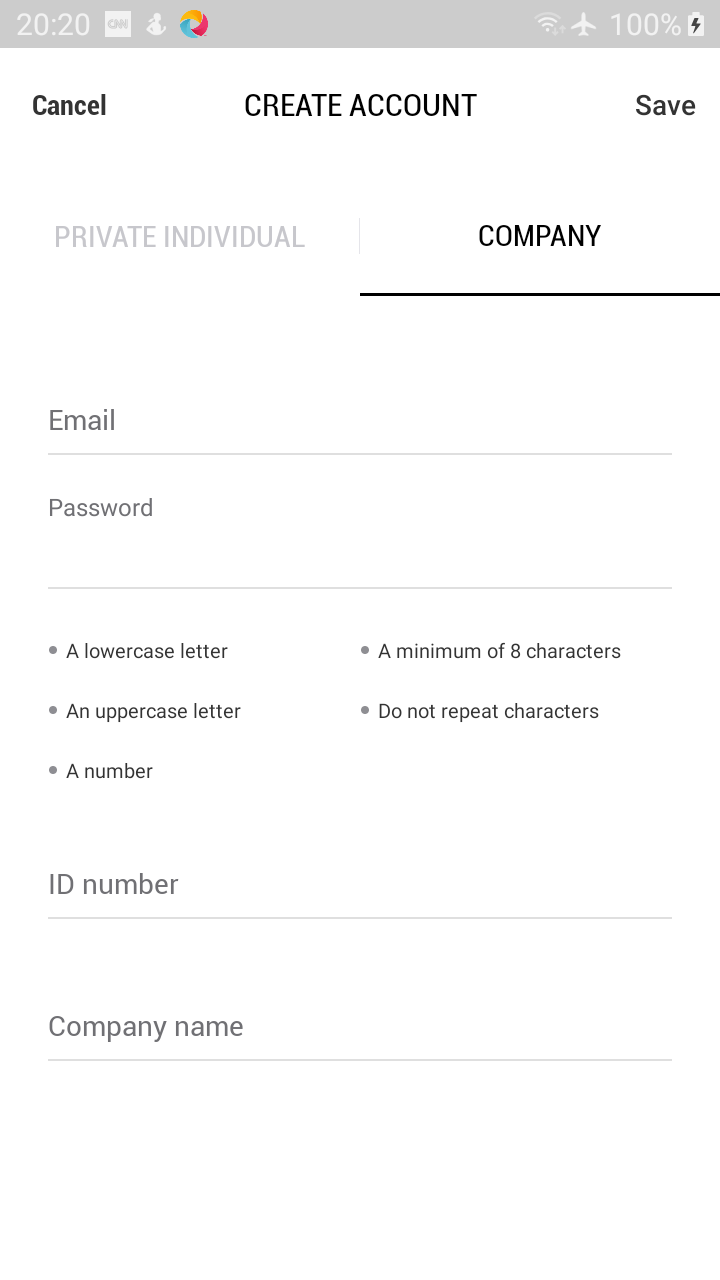 20:20 CNN 100%
Cancel CREATE ACCOUNT Save
PRIVATE INDIVIDUAL COMPANY
Email
Password
A lowercase letter A minimum of 8 characters
An uppercase letter Do not repeat characters
A number
ID number
Company name